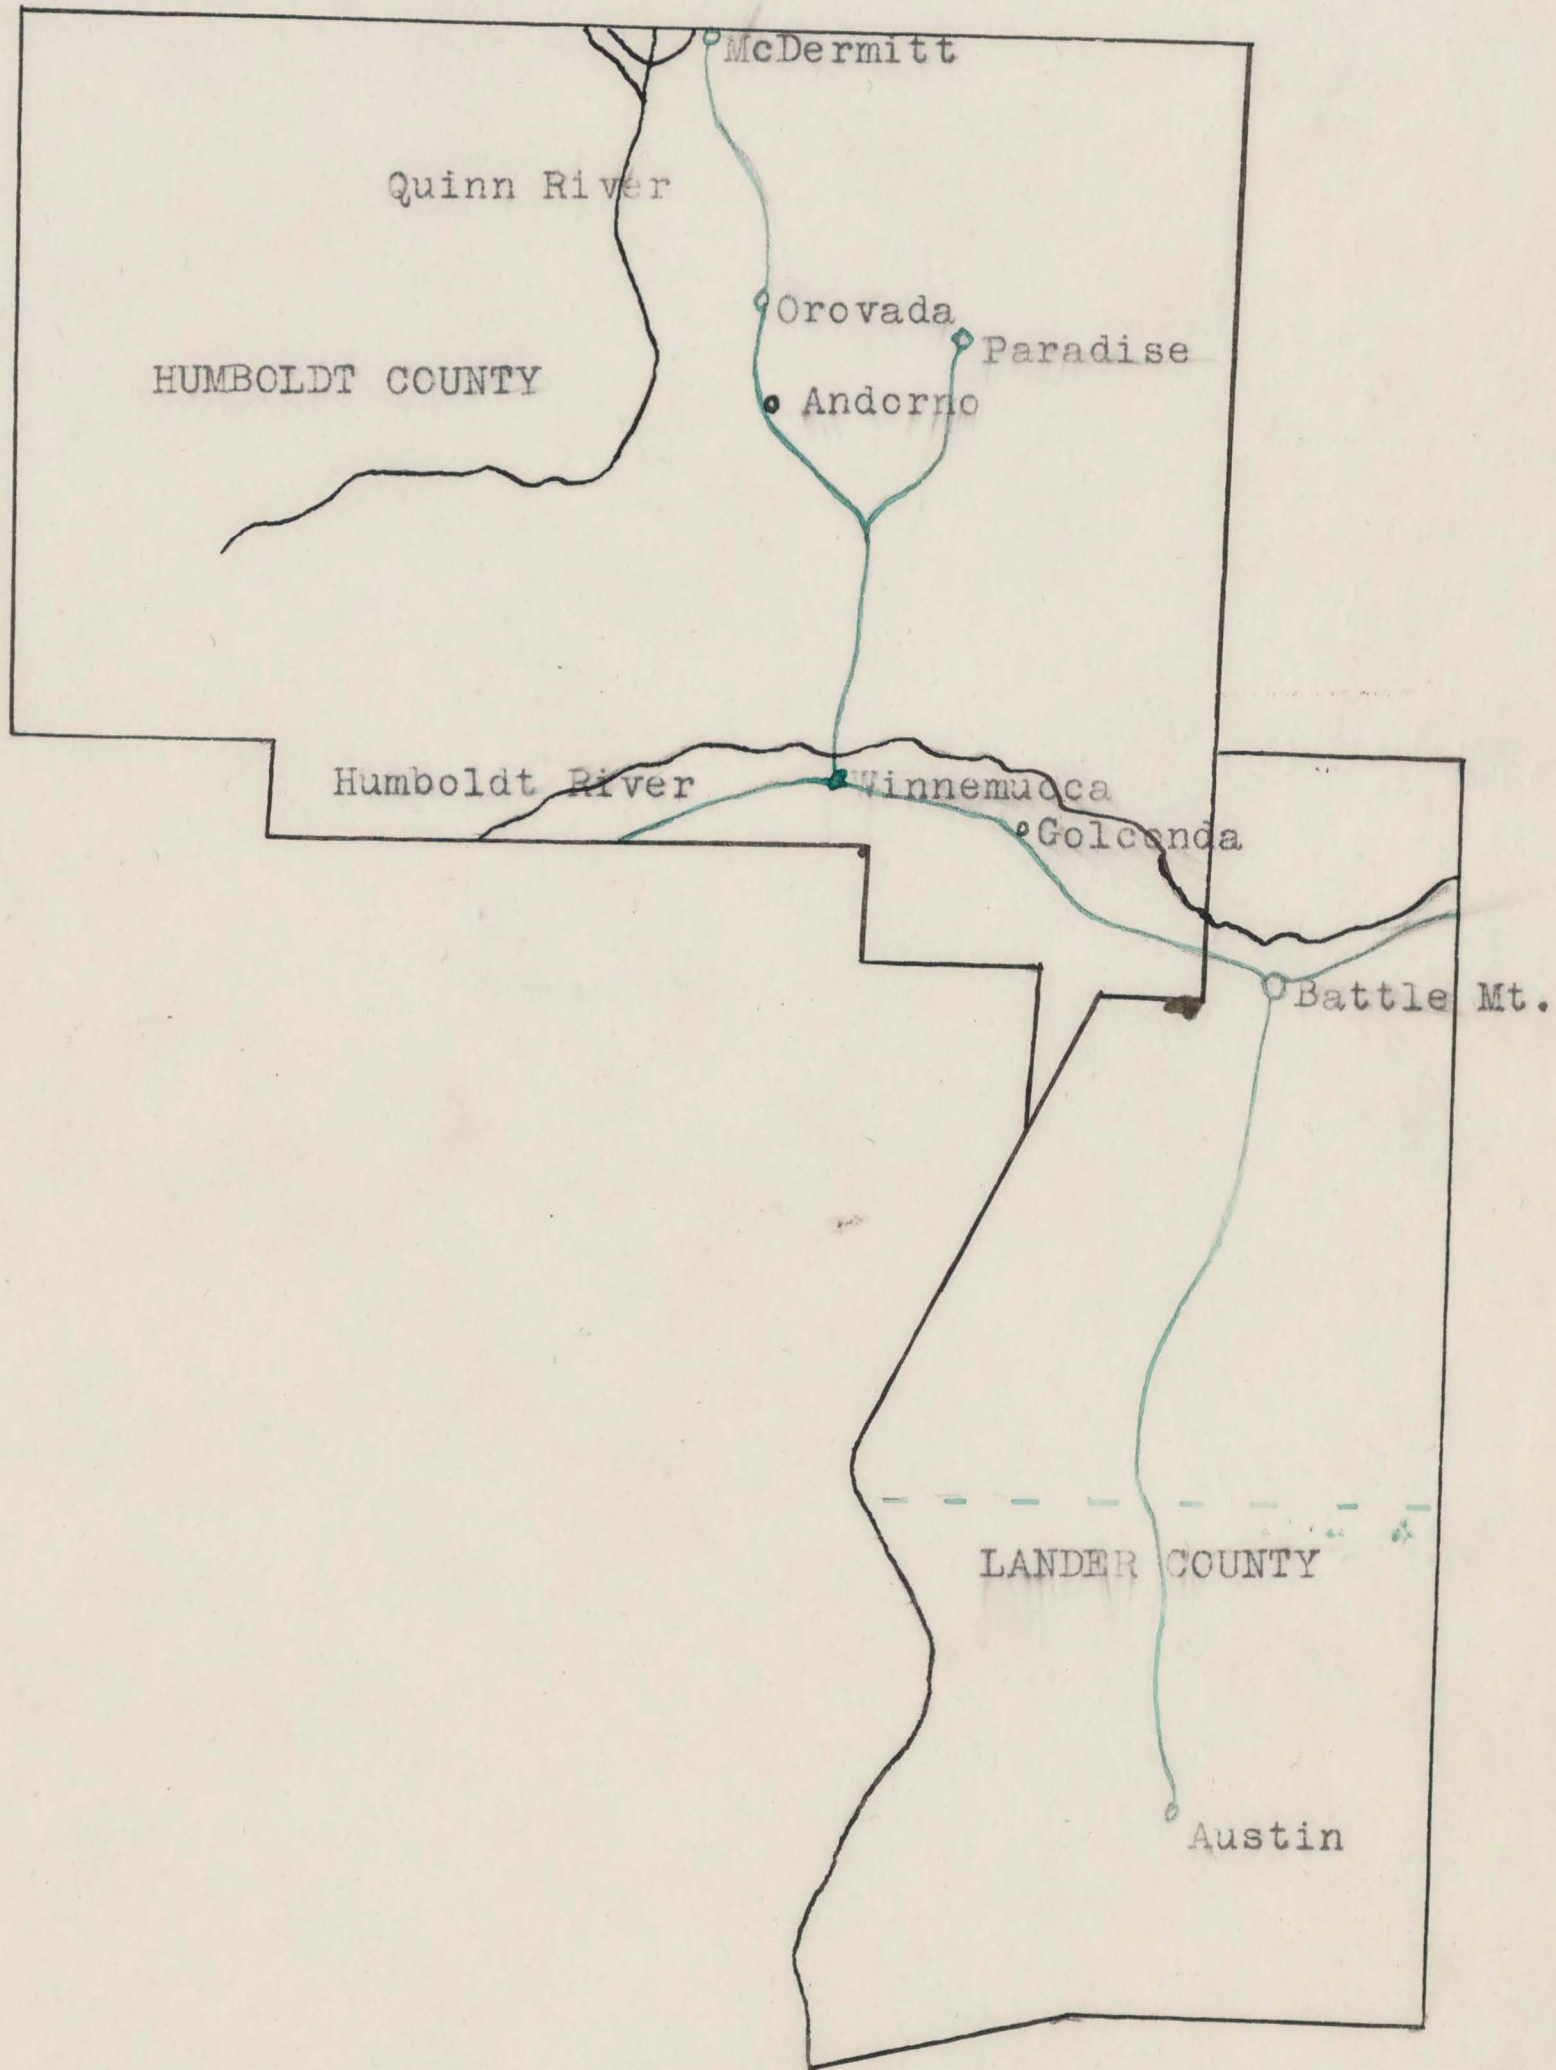 McDermitt
Quinn River
Orovada
Paradise
HUMBOLDT COUNTY
Andorno
Humboldt River
Winnemucca
Golconda
Battle Mt.
LANDER COUNTY
Austin